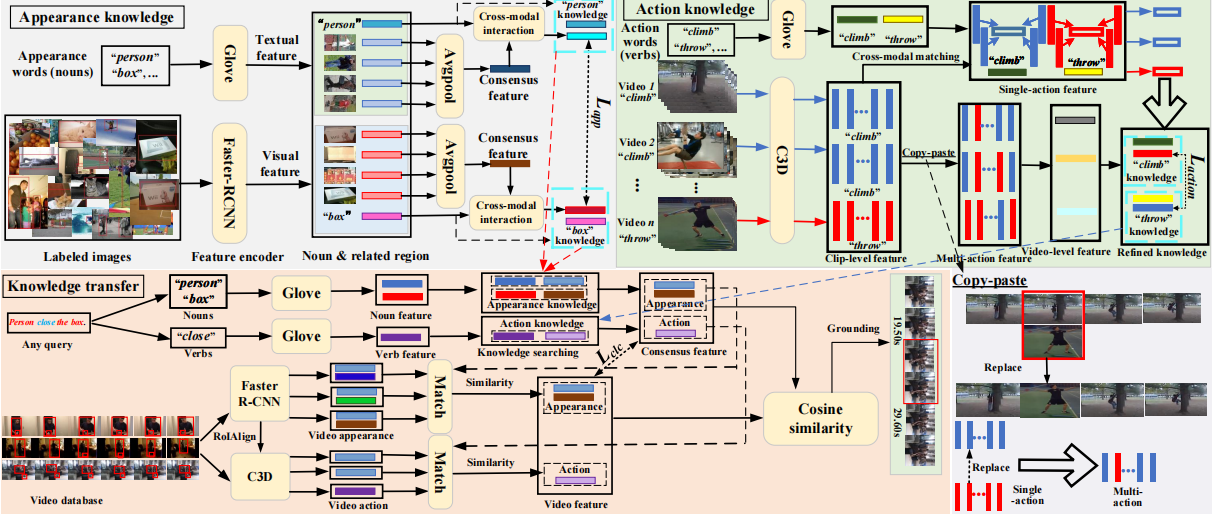 Appearance knowledge
Appearance
words (nouns)
"person"
"box", ...
Glove
Textual
feature
Labeled images
Faster-RCNN
Feature encoder
Visual
feature
"person"
"box"
Noun & related region
Avgpool
Consensus
feature
Avgpool
Consensus
feature
Cross-modal
interaction
Cross-modal
interaction
"person"
knowledge
Lapp
"box"
knowledge
Action knowledge
Action
words
(verbs)
"climb"
"throw", ...
Glove
"climb" "throw"
Cross-modal matching
"climb"
"throw"
Single-action feature
Video 1
"climb"
Video 2
"climb"
...
Video n
"throw"
C3D
"climb"
"climb"
"throw"
Clip-level feature
Copy-paste
Multi-action feature
Video-level feature
"climb"
knowledge
"throw"
knowledge
Laction
Refined knowledge
Knowledge transfer
Person close the box.
Any query
"person"
"box"
Nouns
"close"
Verbs
Glove
Glove
Noun feature
Verb feature
Appearance knowledge
Action knowledge
Knowledge searching
Appearance
Action
Consensus feature
Lclc
Video database
RoIAlign
Faster
R-CNN
C3D
Video appearance
Video action
Match
Match
Similarity
Similarity
Appearance
Action
Video feature
Cosine
similarity
Grounding
19.50s
29.60s
Copy-paste
Replace
Replace
Single
-action
Multi-
action